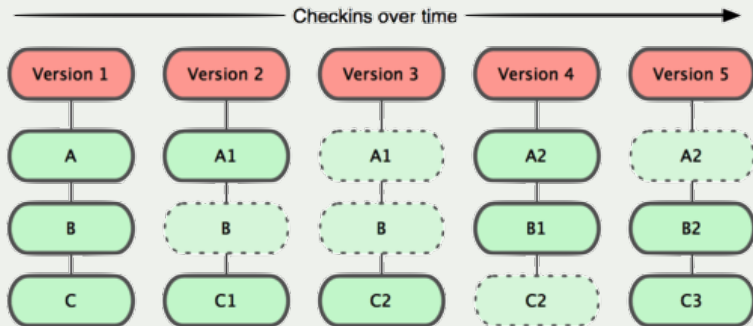 Checkins over time
Version 1 Version 2 Version 3 Version 4 Version 5
A A1 A1 A2 A2
B B B B1 B2
C C1 C2 C2 C3